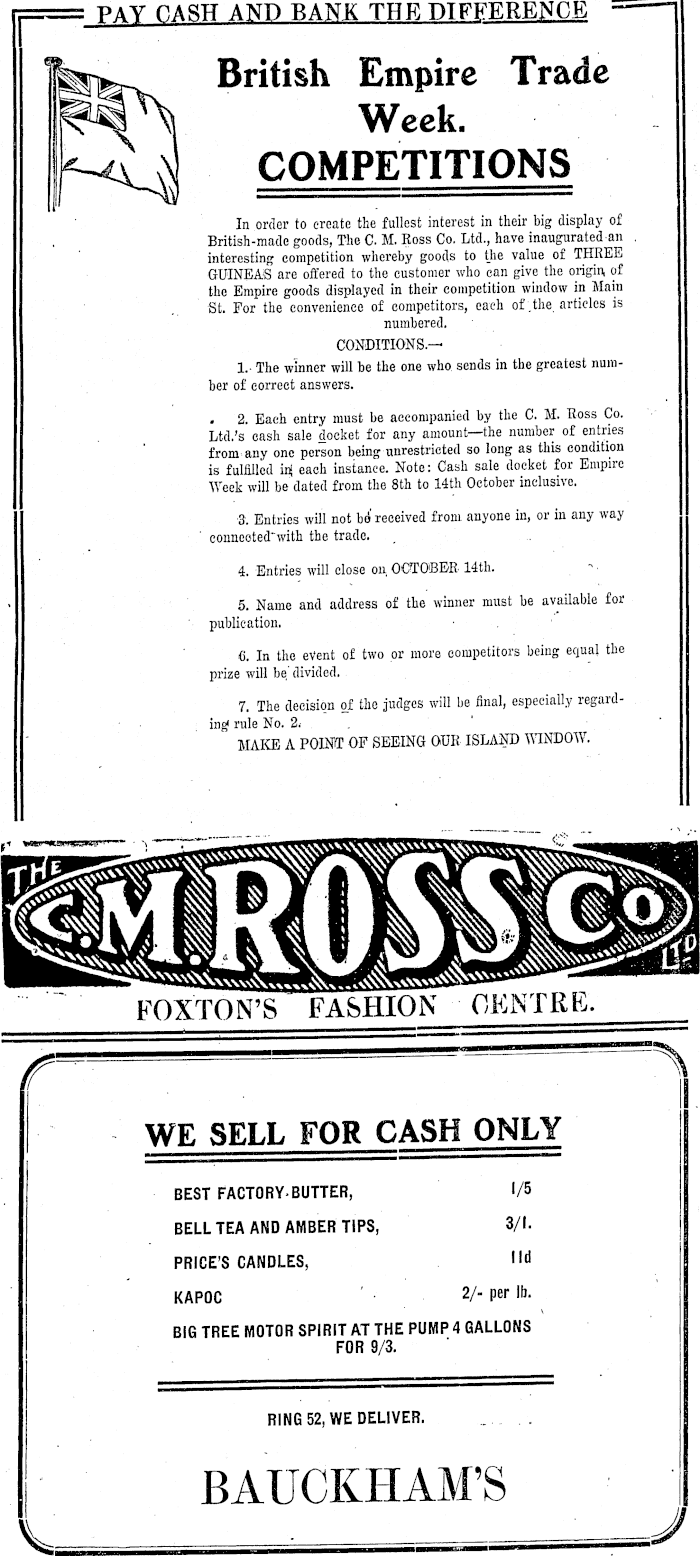 PAY CASH AND BANK THE DIFFERENCE
British Empire Trade
Week.
COMPETITIONS
In order to create the fullest interest in their big display of
British-made goods, The C. M. Ross Co. Ltd., have inaugurated an
interesting competition whereby goods to the value of THREE
GUINEAS are offered to the customer who can give the origin of
the Empire goods displayed in their competition window in Main
St. For the convenience of competitors, each of the articles is
numbered.
CONDITIONS.—
1. The winner will be the one who sends in the greatest num-
ber of correct answers.
2. Each entry must be accompanied by the C. M. Ross Co.
Ltd.'s cash sale docket for any amount—the number of entries
from any one person being unrestricted so long as this condition
is fulfilled in each instance. Note: Cash sale docket for Empire
Week will be dated from the 8th to 14th October inclusive.
3. Entries will not be received from anyone in, or in any way
connected with the trade.
4. Entries will close on OCTOBER 14th.
5. Name and address of the winner must be available for
publication.
6. In the event of two or more competitors being equal the
prize will be divided.
7. The decision of the judges will be final, especially regard-
ing rule No. 2.
MAKE A POINT OF SEEING OUR ISLAND WINDOW.
THE C.M. ROSS Co LTD
FOXTON'S FASHION CENTRE.
WE SELL FOR CASH ONLY
BEST FACTORY BUTTER, 1/5
BELL TEA AND AMBER TIPS, 3/1.
PRICE'S CANDLES, 11d
KAPOC 2/- per lb.
BIG TREE MOTOR SPIRIT AT THE PUMP 4 GALLONS
FOR 9/3.
RING 52, WE DELIVER.
BAUCKHAM'S